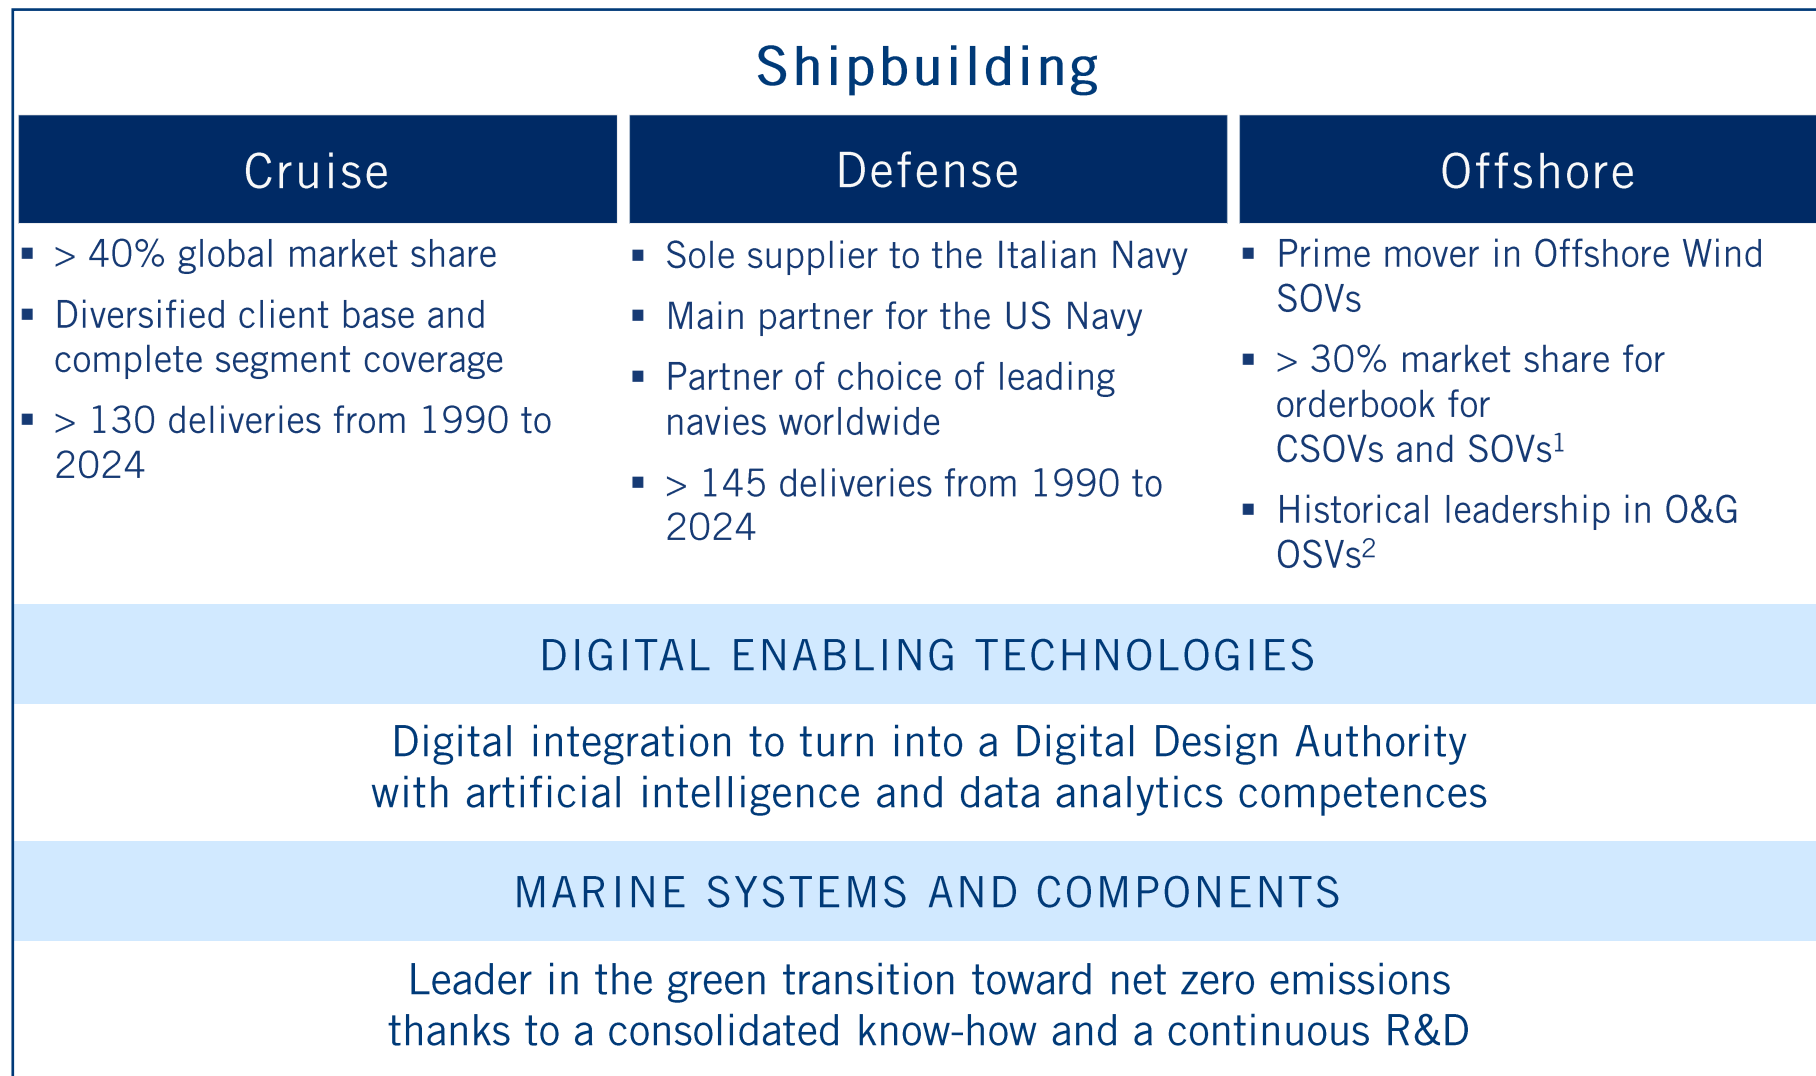 Shipbuilding
Cruise
▪ > 40% global market share
▪ Diversified client base and
complete segment coverage
▪ > 130 deliveries from 1990 to
2024
Defense
▪ Sole supplier to the Italian Navy
▪ Main partner for the US Navy
▪ Partner of choice of leading
navies worldwide
▪ > 145 deliveries from 1990 to
2024
Offshore
▪ Prime mover in Offshore Wind
SOVs
▪ > 30% market share for
orderbook for
CSOVs and SOVs¹
▪ Historical leadership in O&G
OSVs²
DIGITAL ENABLING TECHNOLOGIES
Digital integration to turn into a Digital Design Authority
with artificial intelligence and data analytics competences
MARINE SYSTEMS AND COMPONENTS
Leader in the green transition toward net zero emissions
thanks to a consolidated know-how and a continuous R&D